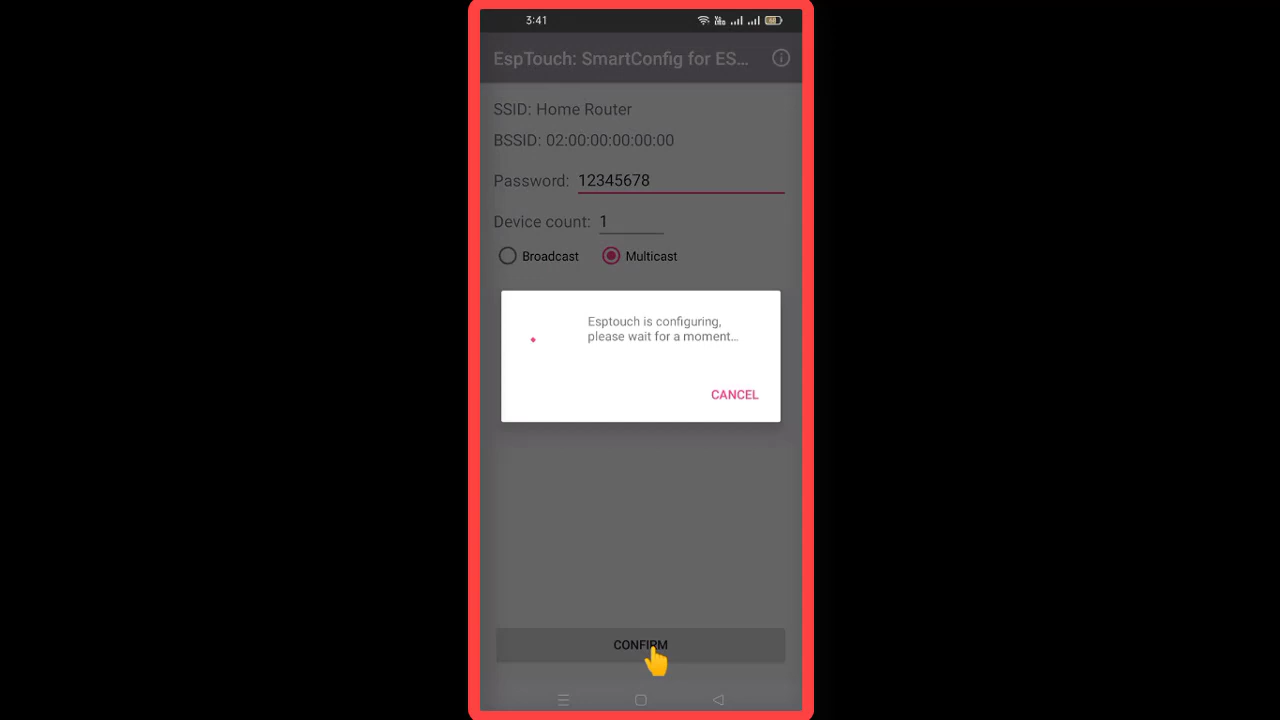 3:41
EspTouch: SmartConfig for ES...
SSID: Home Router
BSSID: 02:00:00:00:00:00
Password: 12345678
Device count: 1
Broadcast Multicast
Esptouch is configuring,
please wait for a moment...
CANCEL
CONFIRM